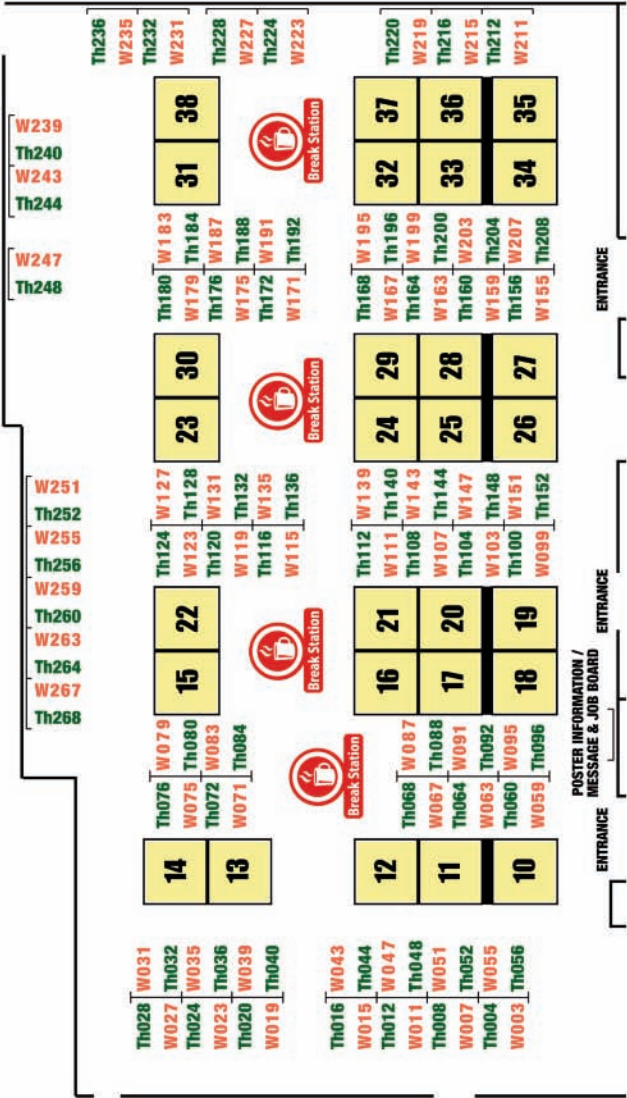 Th236
W235
Th232
W231
Th228
W227
Th224
W223
Th220
W219
Th216
W215
Th212
W211
W239
Th240
W243
Th244
W247
Th248
38
31
Break Station
37
36
35
32
33
34
W183
Th184
W187
Th188
W191
Th192
W195
Th196
W199
Th200
W203
Th204
W207
Th208
Th180
W179
Th176
W175
Th172
W171
Th168
W167
Th164
W163
Th160
W159
Th156
W155
ENTRANCE
30
23
Break Station
29
28
27
24
25
26
W251
Th252
W255
Th256
W259
Th260
W263
Th264
W267
Th268
W127
Th128
W131
Th132
W135
Th136
W139
Th140
W143
Th144
W147
Th148
W151
Th152
Th124
W123
Th120
W119
Th116
W115
Th112
W111
Th108
W107
Th104
W103
Th100
W099
22
15
Break Station
21
20
19
16
17
18
ENTRANCE
POSTER INFORMATION /
MESSAGE & JOB BOARD
W079
Th080
W083
Th084
Break Station
W087
Th088
W091
Th092
W095
Th096
Th076
W075
Th072
W071
Th068
W067
Th064
W063
Th060
W059
14
13
12
11
10
ENTRANCE
W031
Th032
W035
Th036
W039
Th040
W043
Th044
W047
Th048
W051
Th052
W055
Th056
Th028
W027
Th024
W023
Th020
W019
Th016
W015
Th012
W011
Th008
W007
Th004
W003